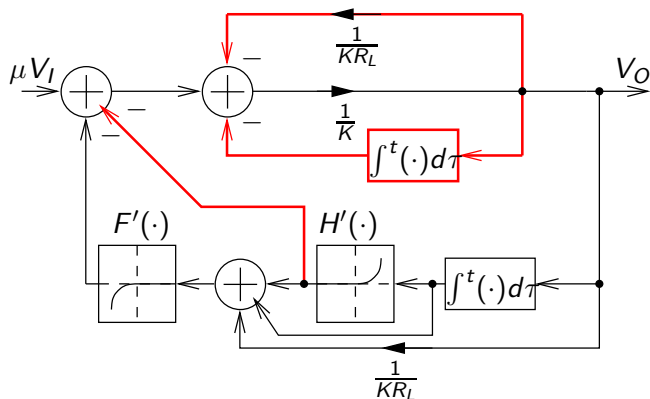 1/(KR_L)
μV_I
V_O
+
−
+
−
−
−
1/K
∫^t(·)dτ
F′(·)
H′(·)
+
∫^t(·)dτ
1/(KR_L)